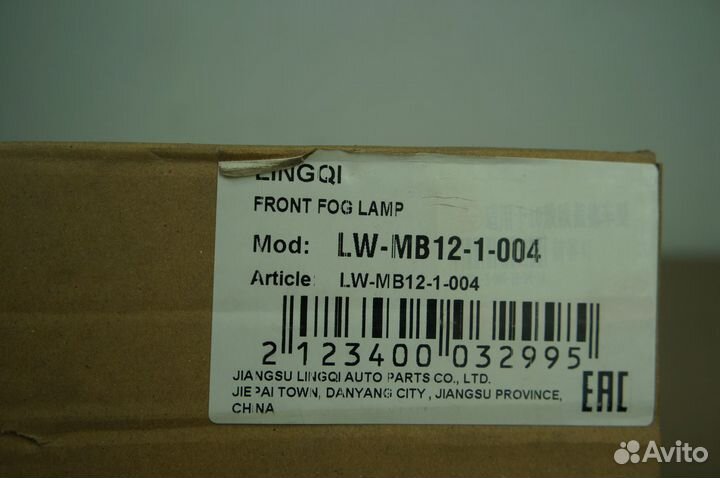 LINGQI
FRONT FOG LAMP
Mod: LW-MB12-1-004
Article: LW-MB12-1-004
2 123400 032995
JIANGSU LINGQI AUTO PARTS CO., LTD.
JIEPAI TOWN, DANYANG CITY, JIANGSU PROVINCE,
CHINA
EAC
Avito